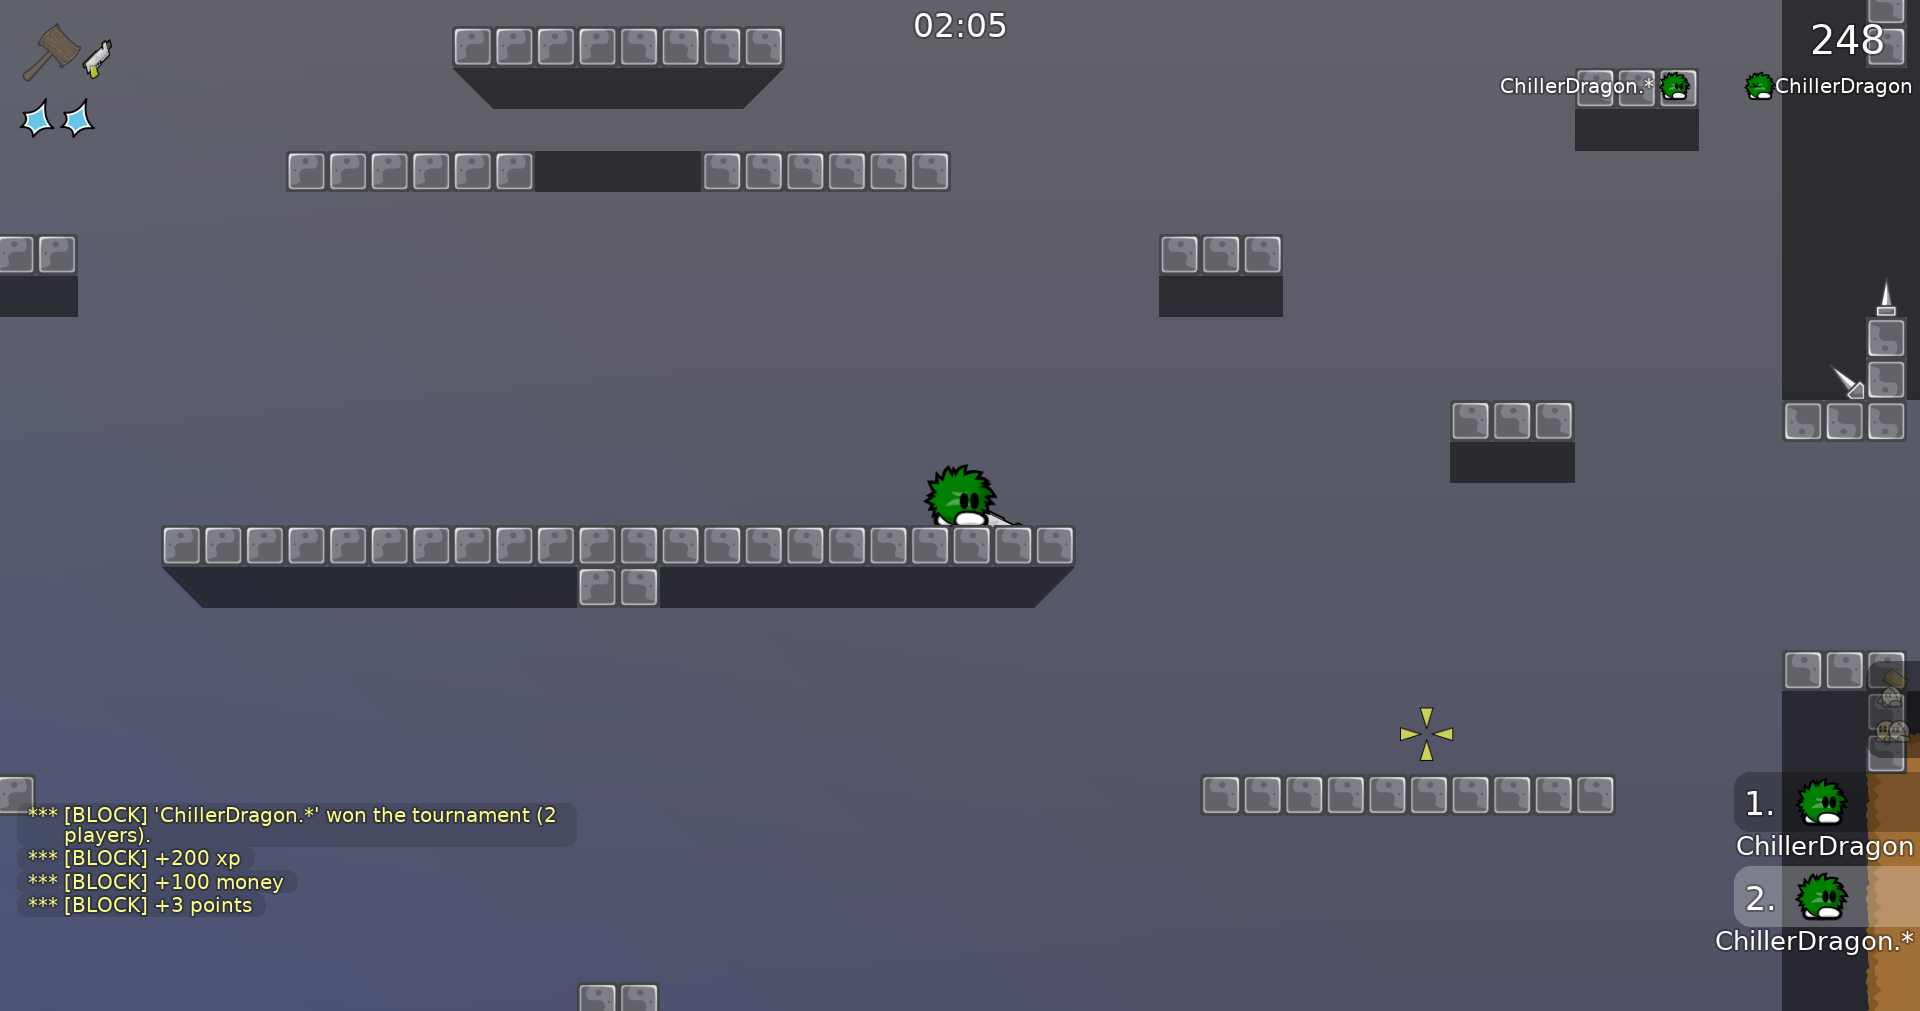 02:05
248
ChillerDragon.*
ChillerDragon
*** [BLOCK] 'ChillerDragon.*' won the tournament (2
players).
*** [BLOCK] +200 xp
*** [BLOCK] +100 money
*** [BLOCK] +3 points
1.
ChillerDragon
2.
ChillerDragon.*